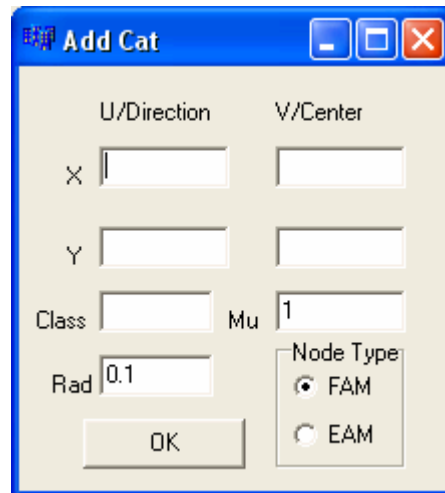 Add Cat
U/Direction V/Center
X
Y
Class Mu 1
Node Type
Rad 0.1 FAM
OK EAM